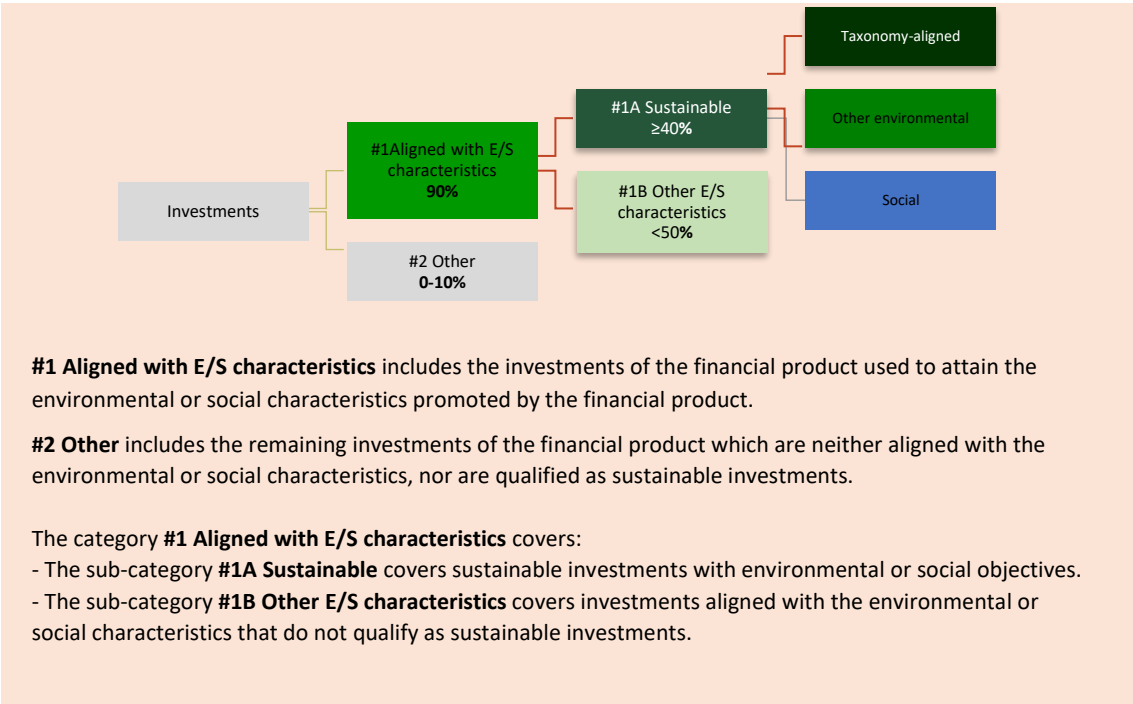 Taxonomy-aligned
#1A Sustainable
≥40%
Other environmental
#1Aligned with E/S
characteristics
90%
#1B Other E/S
characteristics
<50%
Social
Investments
#2 Other
0-10%
#1 Aligned with E/S characteristics includes the investments of the financial product used to attain the
environmental or social characteristics promoted by the financial product.
#2 Other includes the remaining investments of the financial product which are neither aligned with the
environmental or social characteristics, nor are qualified as sustainable investments.
The category #1 Aligned with E/S characteristics covers:
- The sub-category #1A Sustainable covers sustainable investments with environmental or social objectives.
- The sub-category #1B Other E/S characteristics covers investments aligned with the environmental or
social characteristics that do not qualify as sustainable investments.